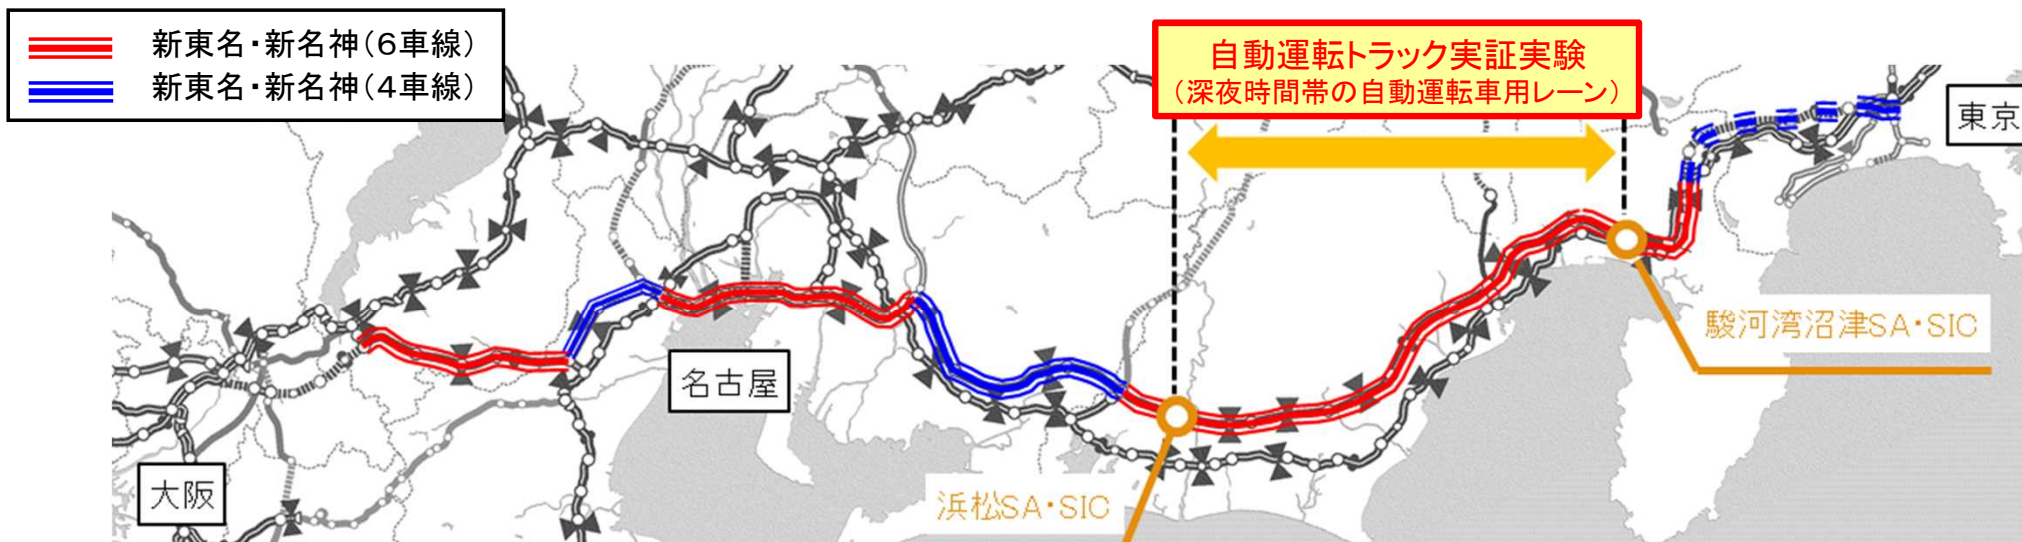 新東名・新名神(6車線)
新東名・新名神(4車線)
自動運転トラック実証実験
(深夜時間帯の自動運転車用レーン)
東京
駿河湾沼津SA・SIC
名古屋
大阪
浜松SA・SIC